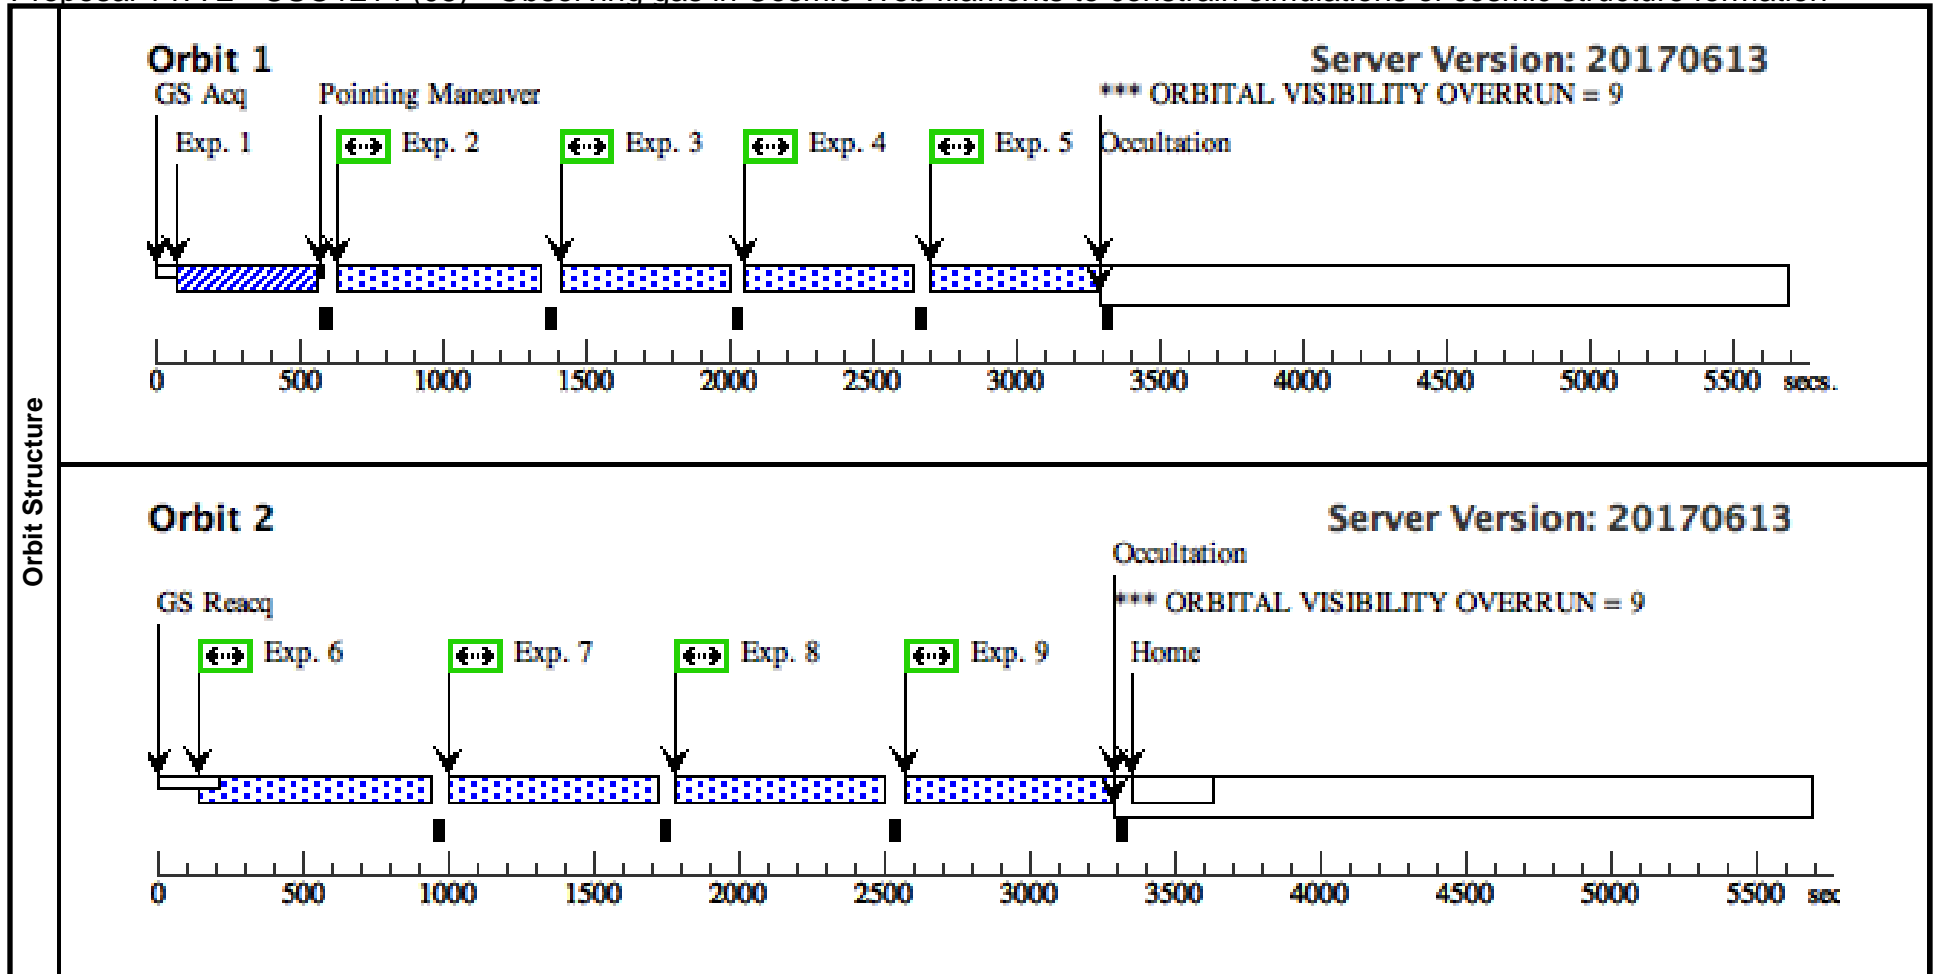 Orbit Structure
Orbit 1
Server Version: 20170613
GS Acq
Pointing Maneuver
*** ORBITAL VISIBILITY OVERRUN = 9
Exp. 1
Exp. 2
Exp. 3
Exp. 4
Exp. 5
Occultation
0 500 1000 1500 2000 2500 3000 3500 4000 4500 5000 5500 secs.
Orbit 2
Server Version: 20170613
Occultation
GS Reacq
*** ORBITAL VISIBILITY OVERRUN = 9
Exp. 6
Exp. 7
Exp. 8
Exp. 9
Home
0 500 1000 1500 2000 2500 3000 3500 4000 4500 5000 5500 sec